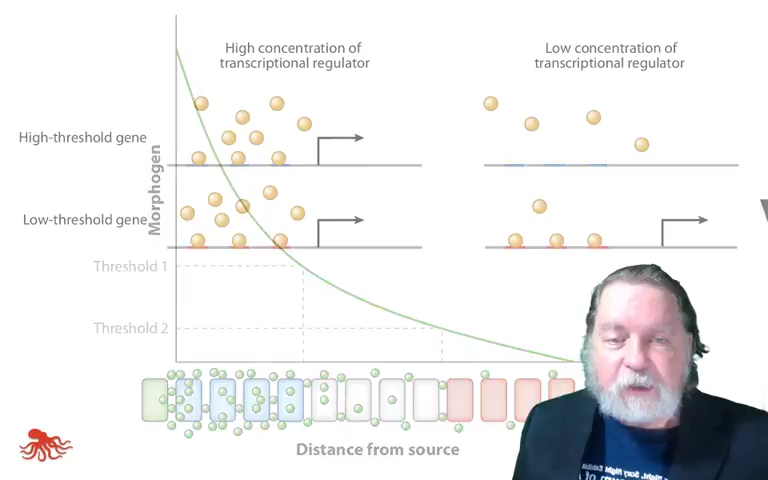 High concentration of
transcriptional regulator
Low concentration of
transcriptional regulator
High-threshold gene
Low-threshold gene
Morphogen
Threshold 1
Threshold 2
Distance from source